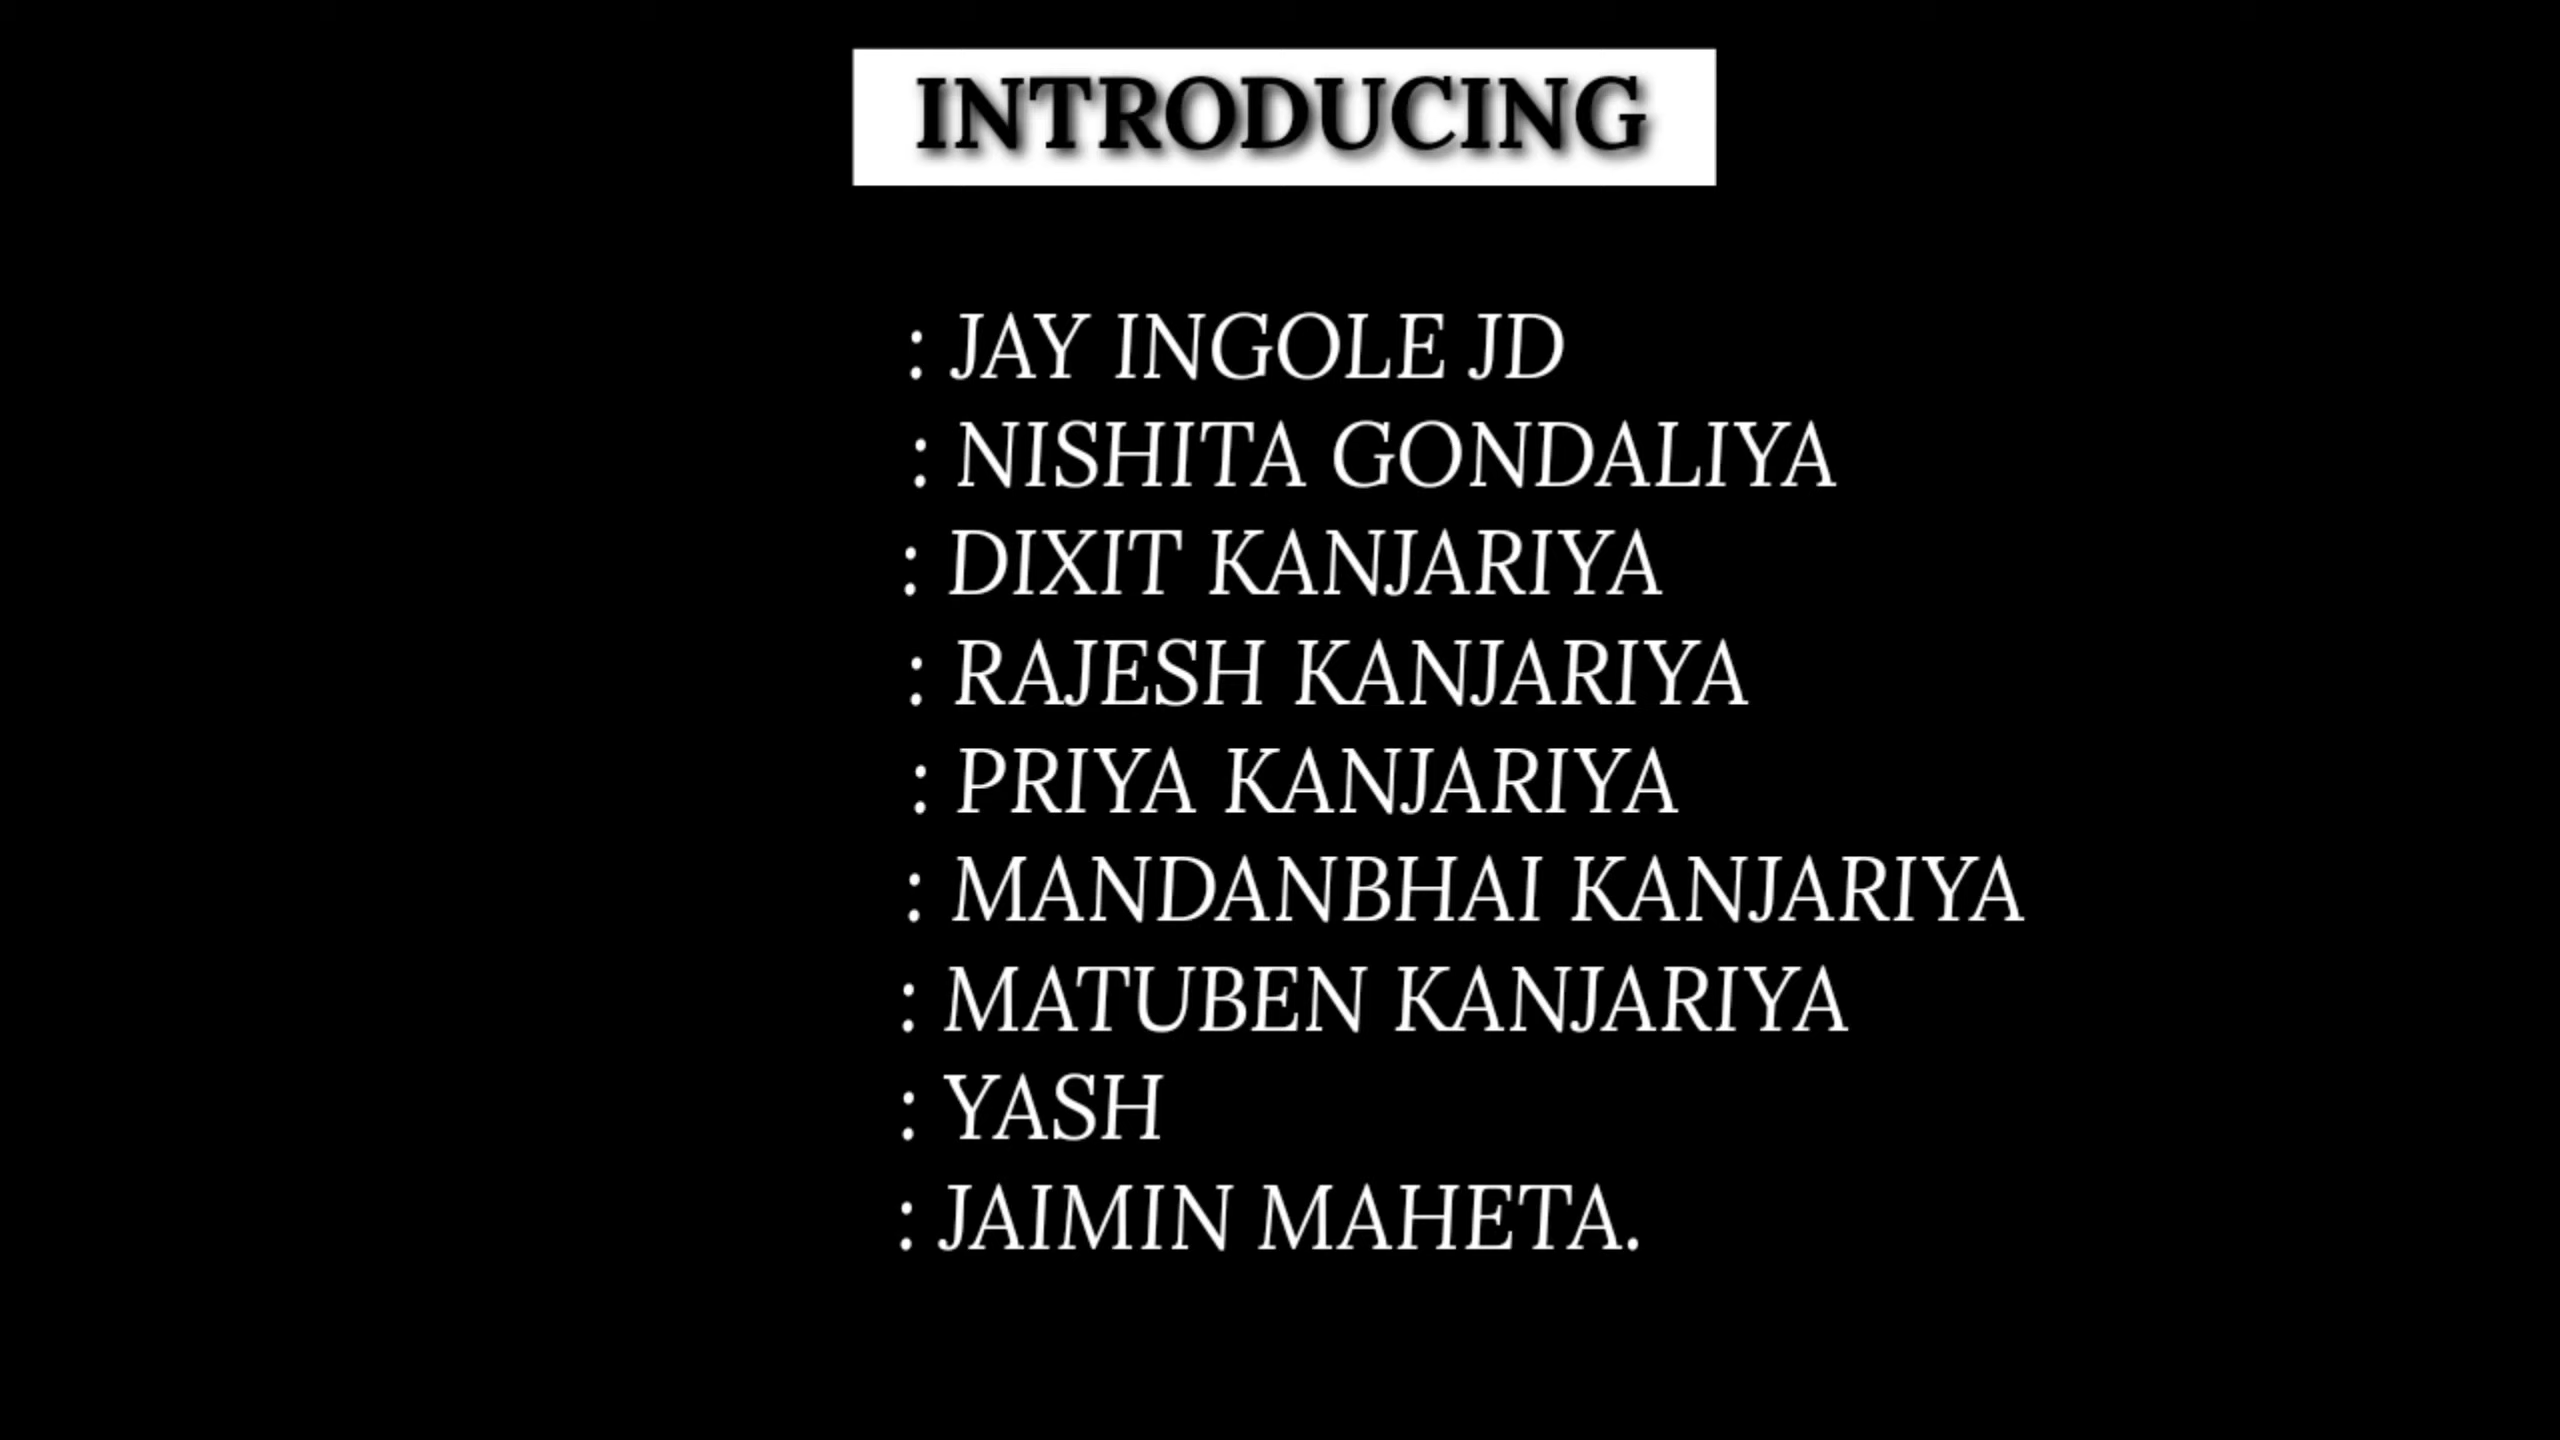 INTRODUCING
: JAY INGOLE JD
: NISHITA GONDALIYA
: DIXIT KANJARIYA
: RAJESH KANJARIYA
: PRIYA KANJARIYA
: MANDANBHAI KANJARIYA
: MATUBEN KANJARIYA
: YASH
: JAIMIN MAHETA.